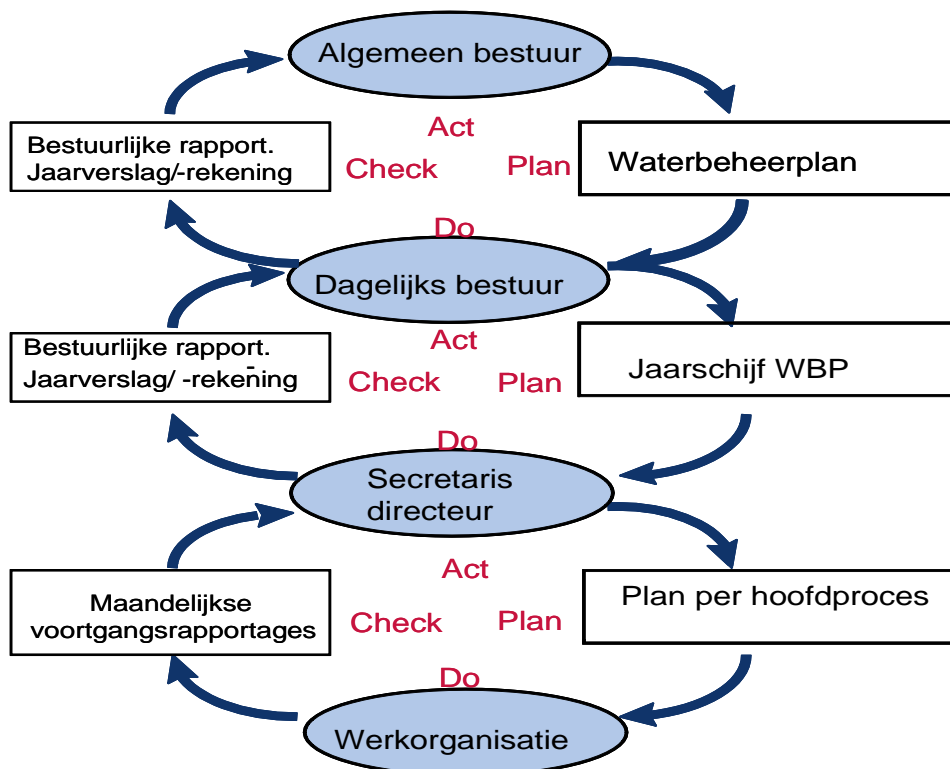 Algemeen bestuur
Bestuurlijke rapport.
Jaarverslag/-rekening
Act
Check
Plan
Do
Waterbeheerplan
Dagelijks bestuur
Bestuurlijke rapport.
Jaarverslag/ -rekening
Act
Check
Plan
Do
Jaarschijf WBP
Secretaris
directeur
Maandelijkse
voortgangsrapportages
Act
Check
Plan
Do
Plan per hoofdproces
Werkorganisatie